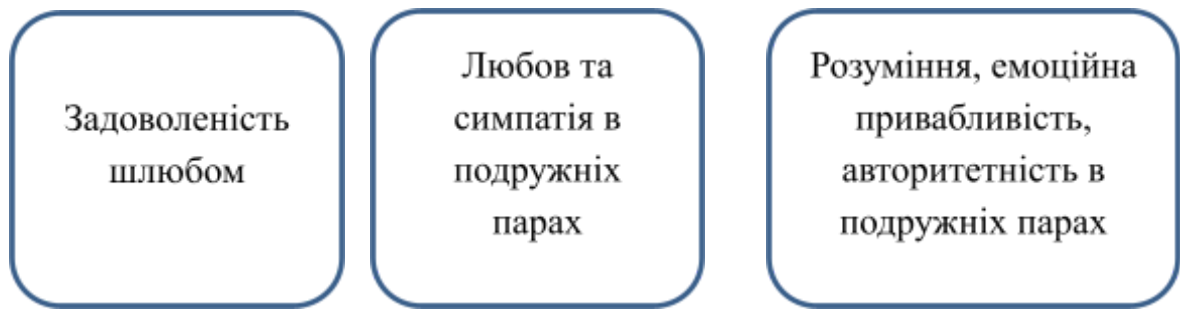 Задоволеність
шлюбом
Любов та
симпатія в
подружніх
парах
Розуміння, емоційна
привабливість,
авторитетність в
подружніх парах